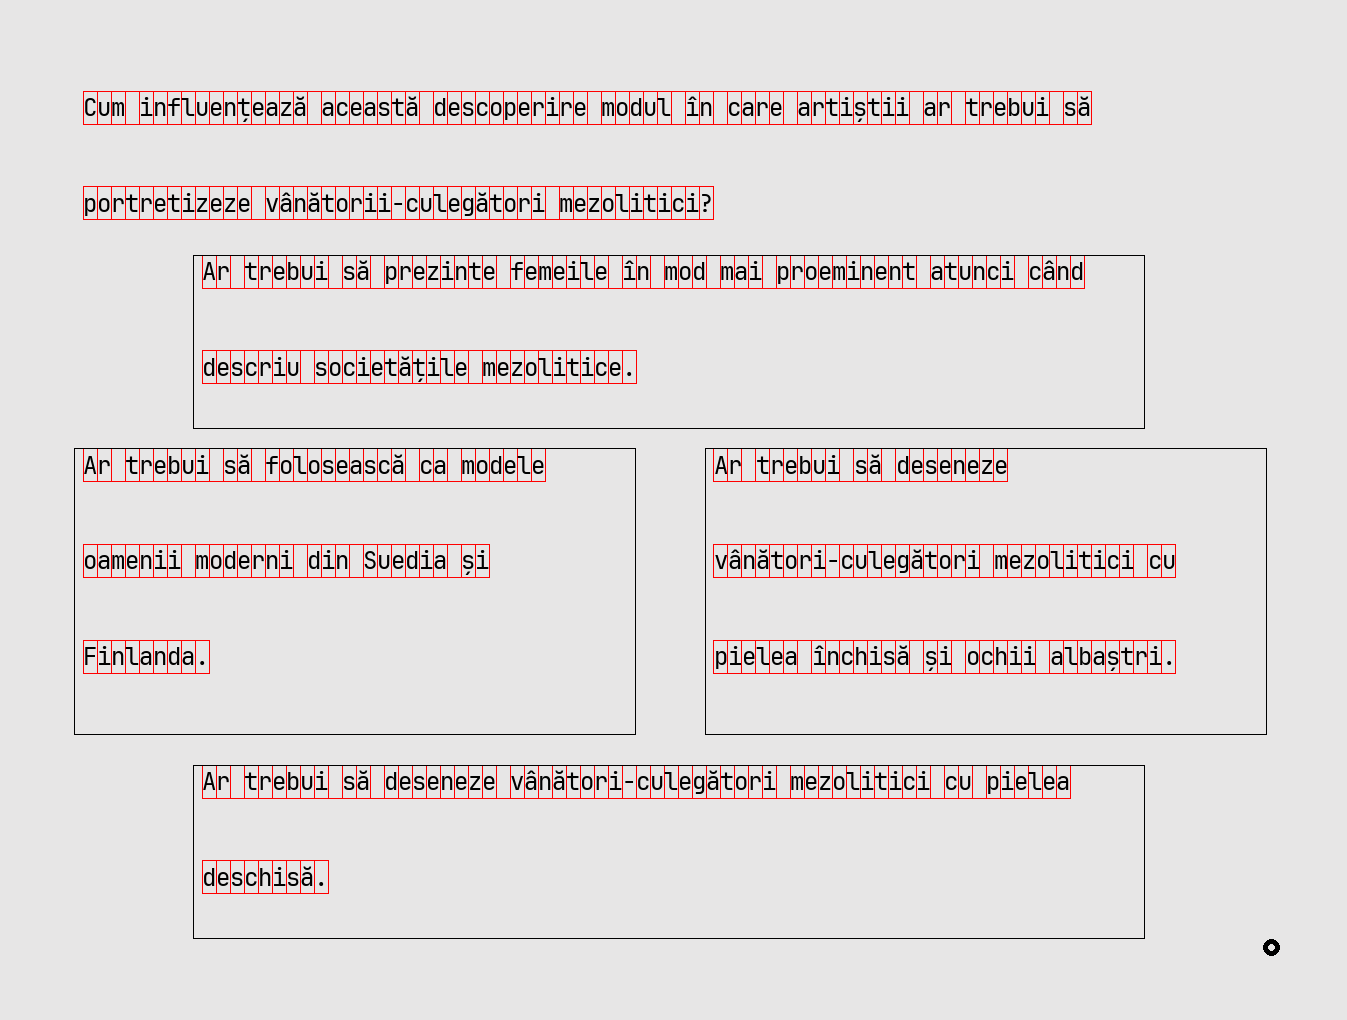 Cum influențează această descoperire modul în care artiștii ar trebui să
portretizeze vânătorii-culegători mezolitici?
Ar trebui să prezinte femeile în mod mai proeminent atunci când
descriu societățile mezolitice.
Ar trebui să folosească ca modele
oamenii moderni din Suedia și
Finlanda.
Ar trebui să deseneze
vânători-culegători mezolitici cu
pielea închisă și ochii albaștri.
Ar trebui să deseneze vânători-culegători mezolitici cu pielea
deschisă.